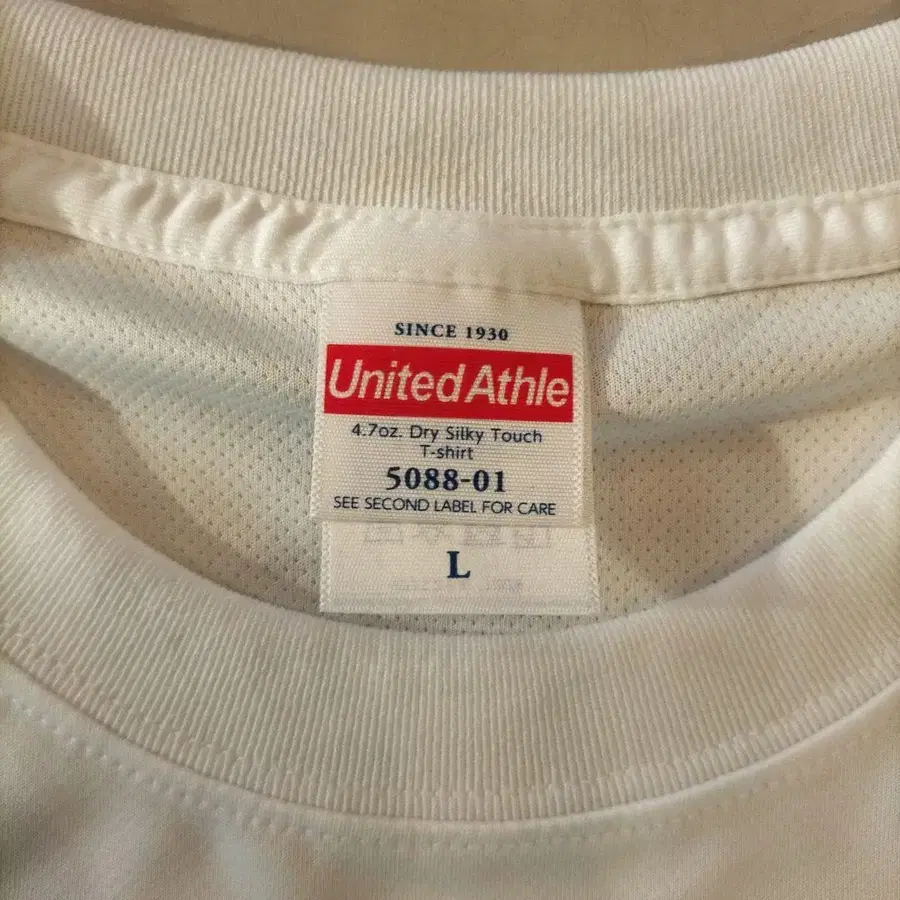 SINCE 1930
United Athle
4.7oz. Dry Silky Touch
T-shirt
5088-01
SEE SECOND LABEL FOR CARE
L